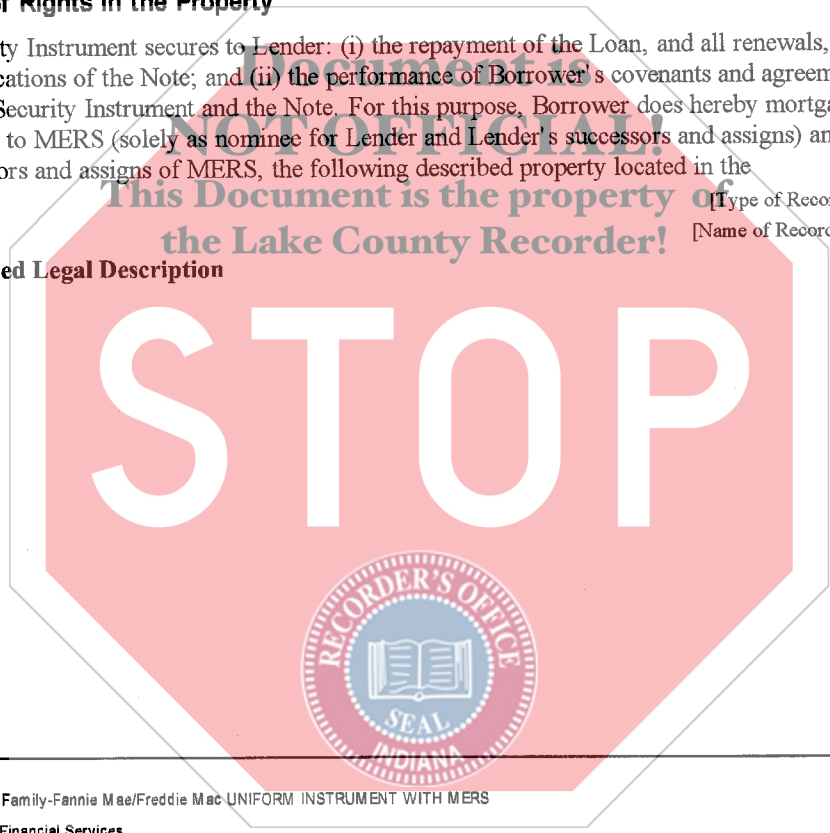 Rights in the Property
ty Instrument secures to Lender: (i) the repayment of the Loan, and all renewals,
Document is
cations of the Note; and (ii) the performance of Borrower's covenants and agreem
Security Instrument and the Note. For this purpose, Borrower does hereby mortga
NOT OFFICIAL!
to MERS (solely as nominee for Lender and Lender's successors and assigns) an
ors and assigns of MERS, the following described property located in the
This Document is the property of
[Type of Recor
the Lake County Recorder!
[Name of Record
ed Legal Description
STOP
RECORDER'S OFFICE
SEAL
INDIANA
Family-Fannie Mae/Freddie Mac UNIFORM INSTRUMENT WITH MERS
Financial Services